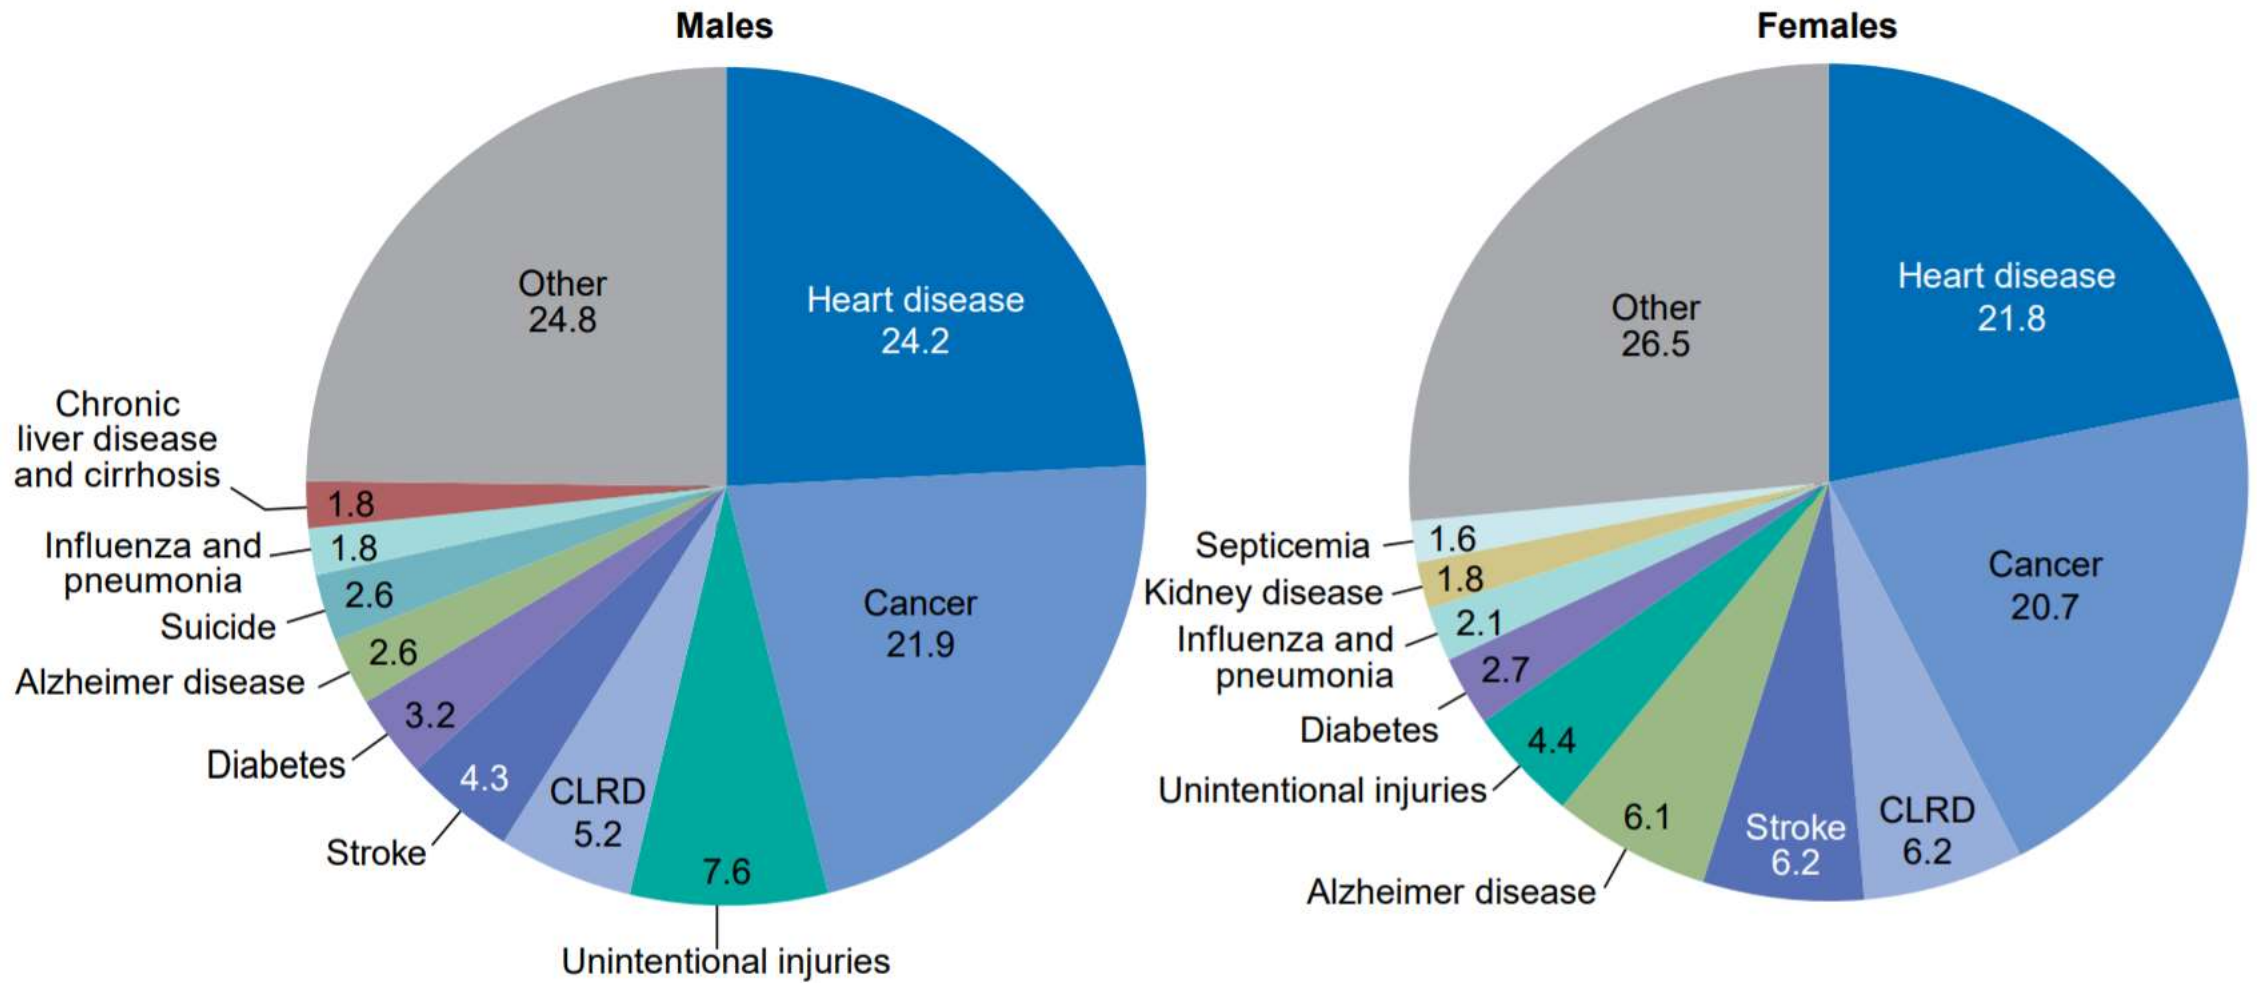 Males
Other
24.8
Heart disease
24.2
Cancer
21.9
7.6
Unintentional injuries
CLRD
5.2
4.3
Stroke
3.2
Diabetes
2.6
Alzheimer disease
2.6
Suicide
1.8
Influenza and
pneumonia
1.8
Chronic
liver disease
and cirrhosis
Females
Other
26.5
Heart disease
21.8
Cancer
20.7
CLRD
6.2
Stroke
6.2
6.1
Alzheimer disease
4.4
Unintentional injuries
2.7
Diabetes
2.1
Influenza and
pneumonia
1.8
Kidney disease
1.6
Septicemia